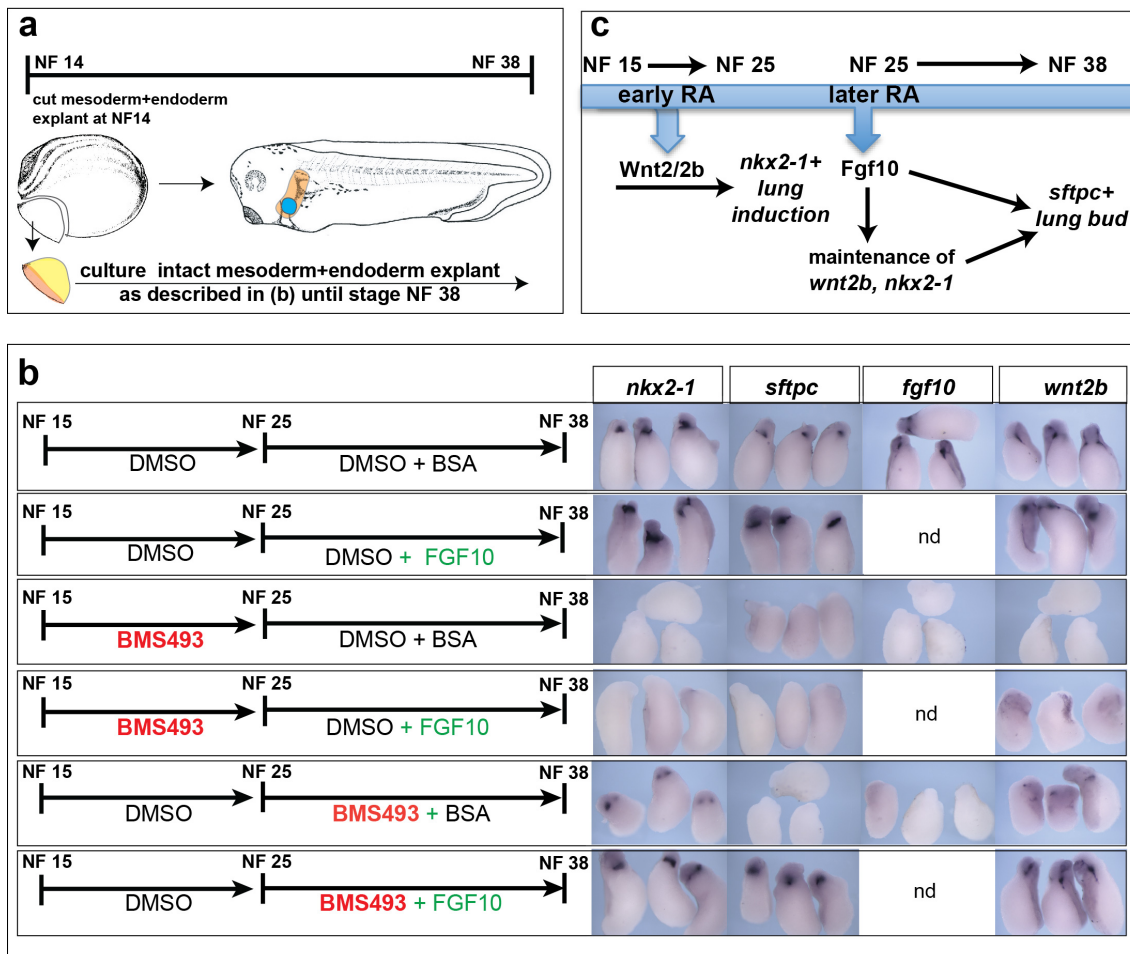 a
NF 14 NF 38
cut mesoderm+endoderm
explant at NF14
culture intact mesoderm+endoderm explant
as described in (b) until stage NF 38
c
NF 15 NF 25 NF 25 NF 38
early RA later RA
Wnt2/2b nkx2-1+
lung
induction
Fgf10
sftpc+
lung bud
maintenance of
wnt2b, nkx2-1
b
nkx2-1 sftpc fgf10 wnt2b
NF 15 NF 25 NF 38
DMSO DMSO + BSA
NF 15 NF 25 NF 38
DMSO DMSO + FGF10
nd
NF 15 NF 25 NF 38
BMS493 DMSO + BSA
NF 15 NF 25 NF 38
BMS493 DMSO + FGF10
nd
NF 15 NF 25 NF 38
DMSO BMS493 + BSA
NF 15 NF 25 NF 38
DMSO BMS493 + FGF10
nd